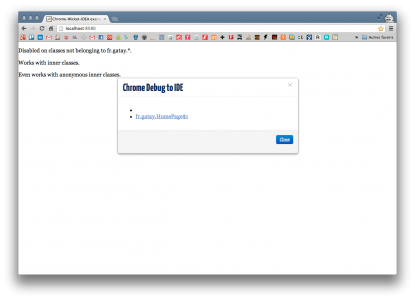 Chrome-Wicket-IDEA exam
localhost:8080
Autres favoris
Disabled on classes not belonging to fr.gatay.*.
Works with inner classes.
Even works with anonymous inner classes.
Chrome Debug to IDE
×
fr.gatay.HomePage$1
Close